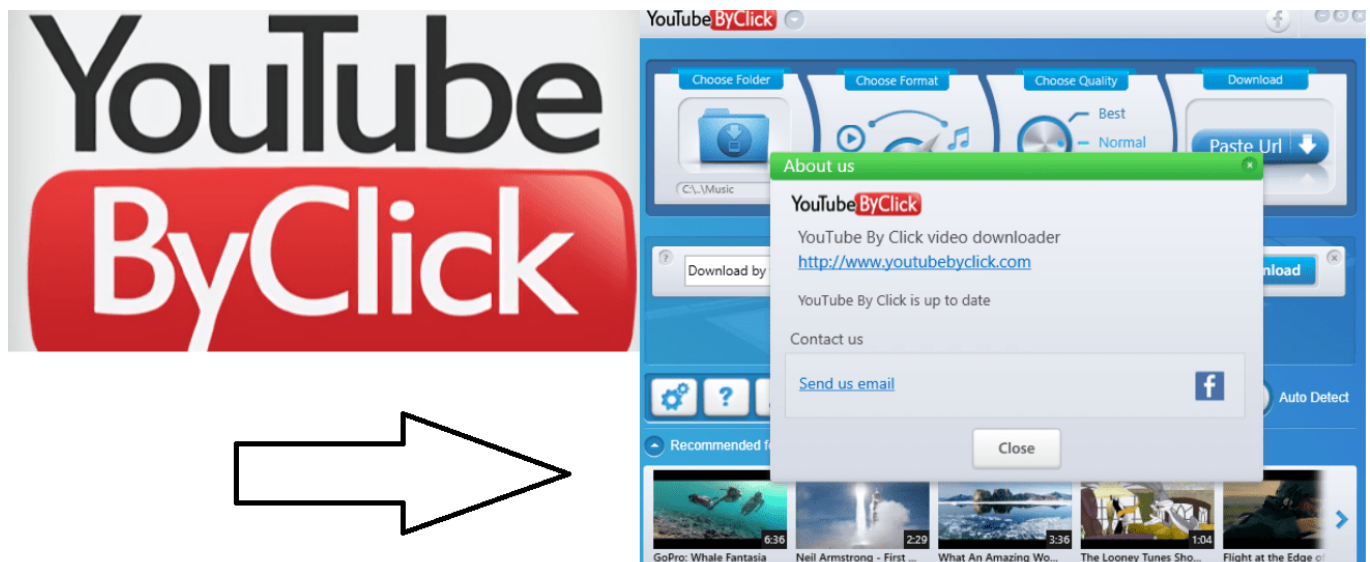 YouTube
ByClick
YouTube ByClick
Choose Folder
Choose Format
Choose Quality
Download
Best
Normal
Paste Url
C:\..\Music
About us
YouTube ByClick
YouTube By Click video downloader
http://www.youtubebyclick.com
Download by
YouTube By Click is up to date
Contact us
Send us email
f
?
Auto Detect
Recommended
Close
6:36
2:29
3:36
1:04
GoPro: Whale Fantasia
Neil Armstrong - First ...
What An Amazing Wo...
The Looney Tunes Sho...
Flight at the Edge of